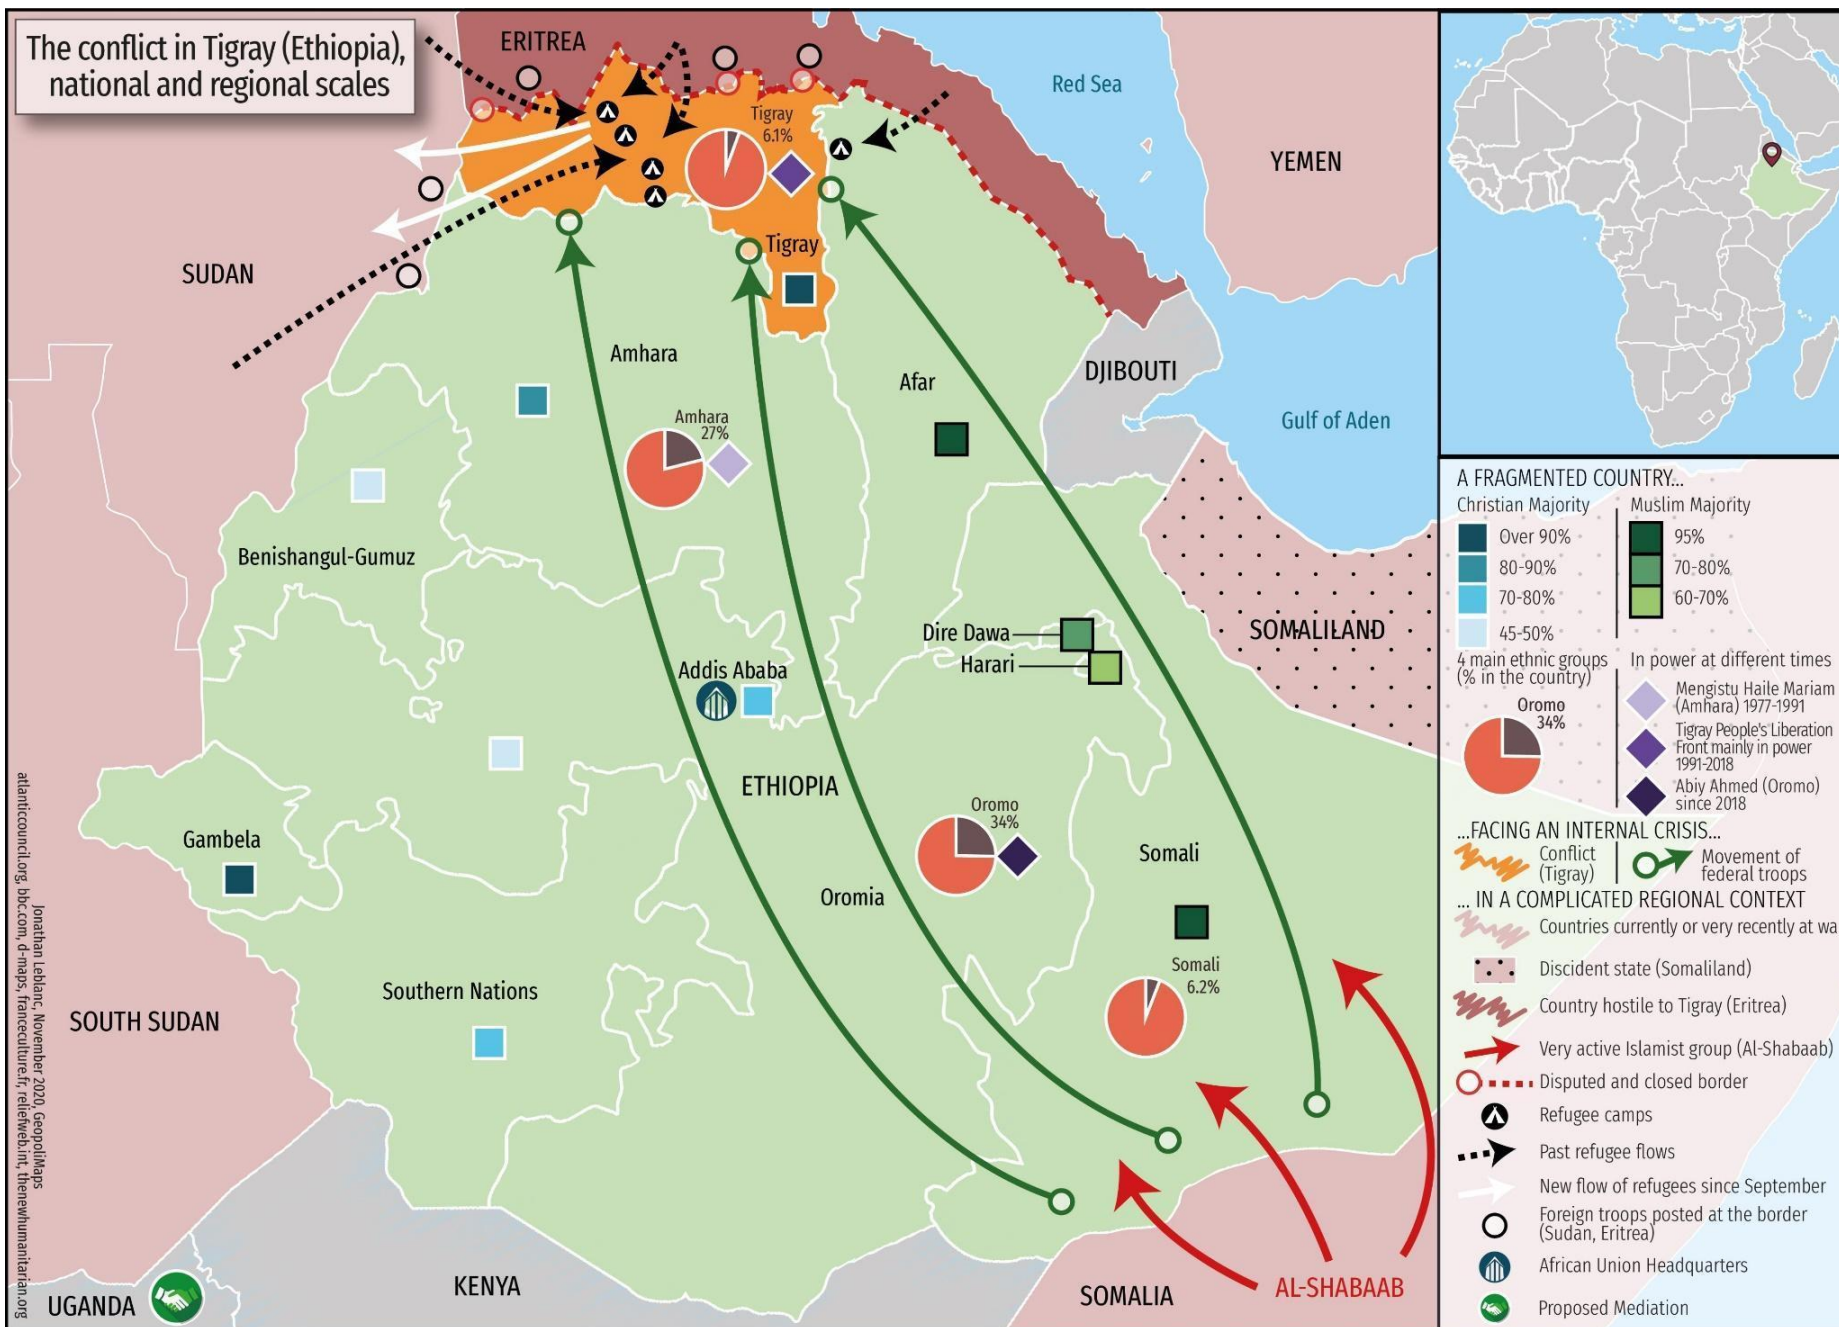 The conflict in Tigray (Ethiopia),
national and regional scales
ERITREA
Red Sea
YEMEN
Tigray
6.1%
Tigray
SUDAN
Amhara
Afar
DJIBOUTI
Gulf of Aden
Amhara
27%
Benishangul-Gumuz
Dire Dawa
Harari
SOMALILAND
Addis Ababa
ETHIOPIA
Oromo
34%
Gambela
Somali
Oromia
Somali
6.2%
Southern Nations
SOUTH SUDAN
KENYA
UGANDA
SOMALIA
AL-SHABAAB
Jonathan Leblanc, November 2020, GeopoliMaps
atlanticcouncil.org, bbc.com, d-maps, franceculture.fr, reliefweb.int, thenewhumanitarian.org
A FRAGMENTED COUNTRY...
Christian Majority
Over 90%
80-90%
70-80%
45-50%
Muslim Majority
95%
70-80%
60-70%
4 main ethnic groups
(% in the country)
Oromo
34%
In power at different times
Mengistu Haile Mariam
(Amhara) 1977-1991
Tigray People's Liberation
Front mainly in power
1991-2018
Abiy Ahmed (Oromo)
since 2018
...FACING AN INTERNAL CRISIS...
Conflict
(Tigray)
Movement of
federal troops
... IN A COMPLICATED REGIONAL CONTEXT
Countries currently or very recently at wa
Discident state (Somaliland)
Country hostile to Tigray (Eritrea)
Very active Islamist group (Al-Shabaab)
Disputed and closed border
Refugee camps
Past refugee flows
New flow of refugees since September
Foreign troops posted at the border
(Sudan, Eritrea)
African Union Headquarters
Proposed Mediation